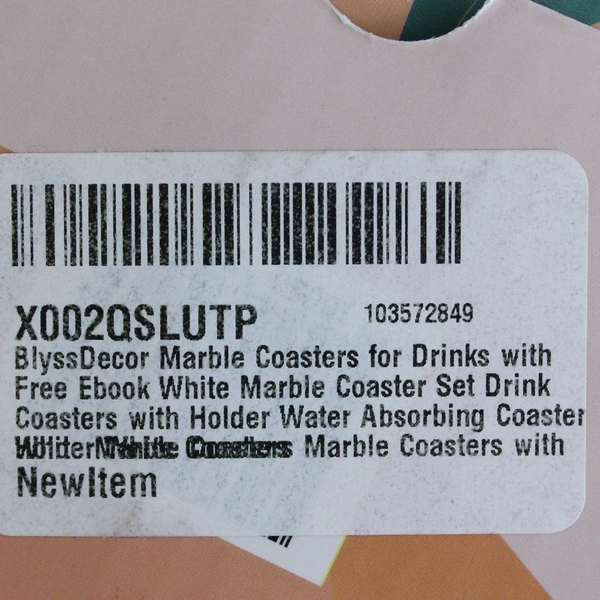 X002QSLUTP 103572849
BlyssDecor Marble Coasters for Drinks with
Free Ebook White Marble Coaster Set Drink
Coasters with Holder Water Absorbing Coaster
Marble Coasters with
NewItem